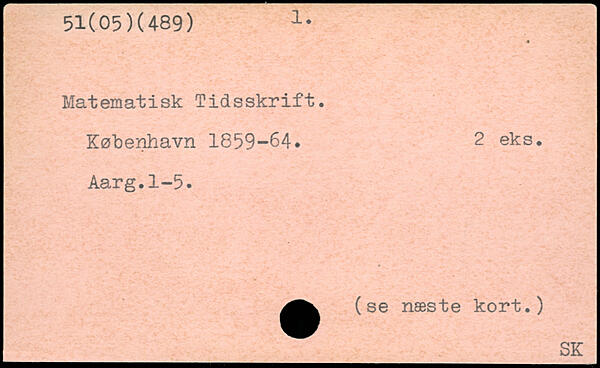 51(05)(489) 1.
Matematisk Tidsskrift.
København 1859-64. 2 eks.
Aarg.1-5.
(se næste kort.)
SK